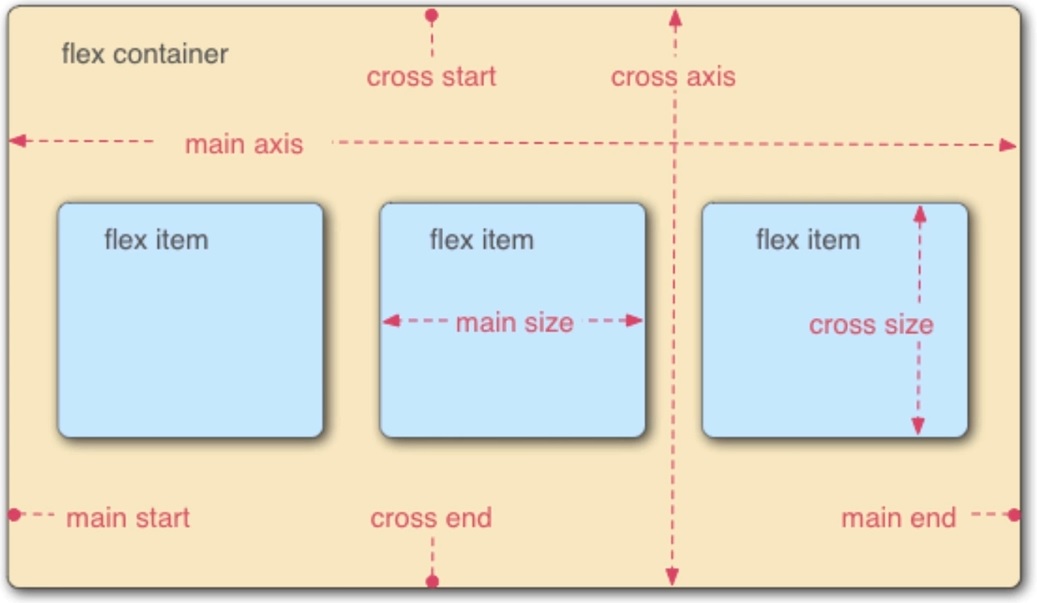 flex container
cross start
cross axis
main axis
flex item
flex item
flex item
main size
cross size
main start
cross end
main end